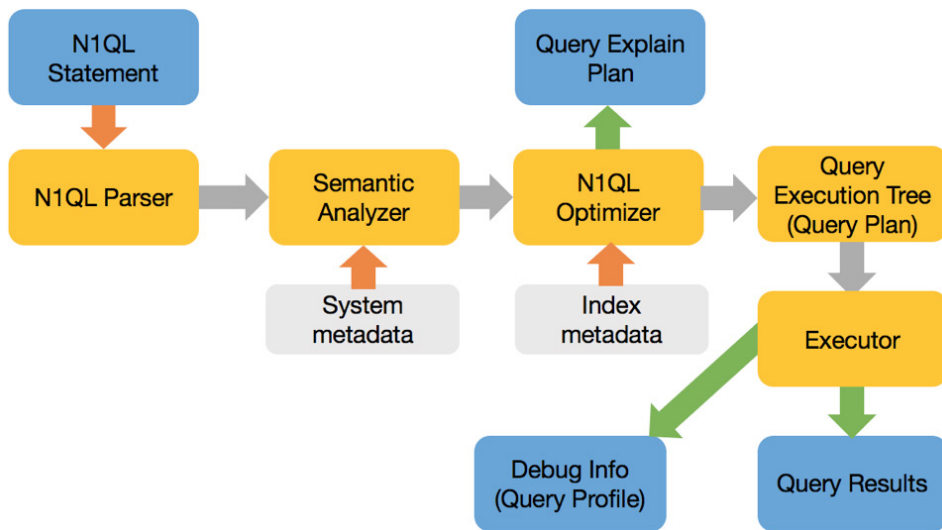 N1QL
Statement
Query Explain
Plan
N1QL Parser
Semantic
Analyzer
N1QL
Optimizer
Query
Execution Tree
(Query Plan)
System
metadata
Index
metadata
Executor
Debug Info
(Query Profile)
Query Results